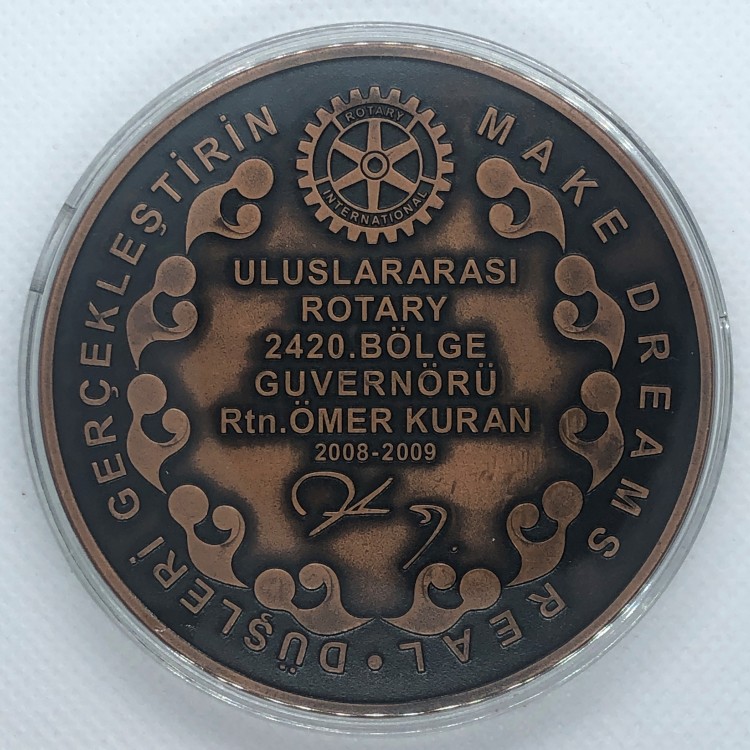 ROTARY
INTERNATIONAL
DÜŞLERİ GERÇEKLEŞTİRİN
MAKE DREAMS REAL
ULUSLARARASI
ROTARY
2420.BÖLGE
GUVERNÖRÜ
Rtn.ÖMER KURAN
2008-2009